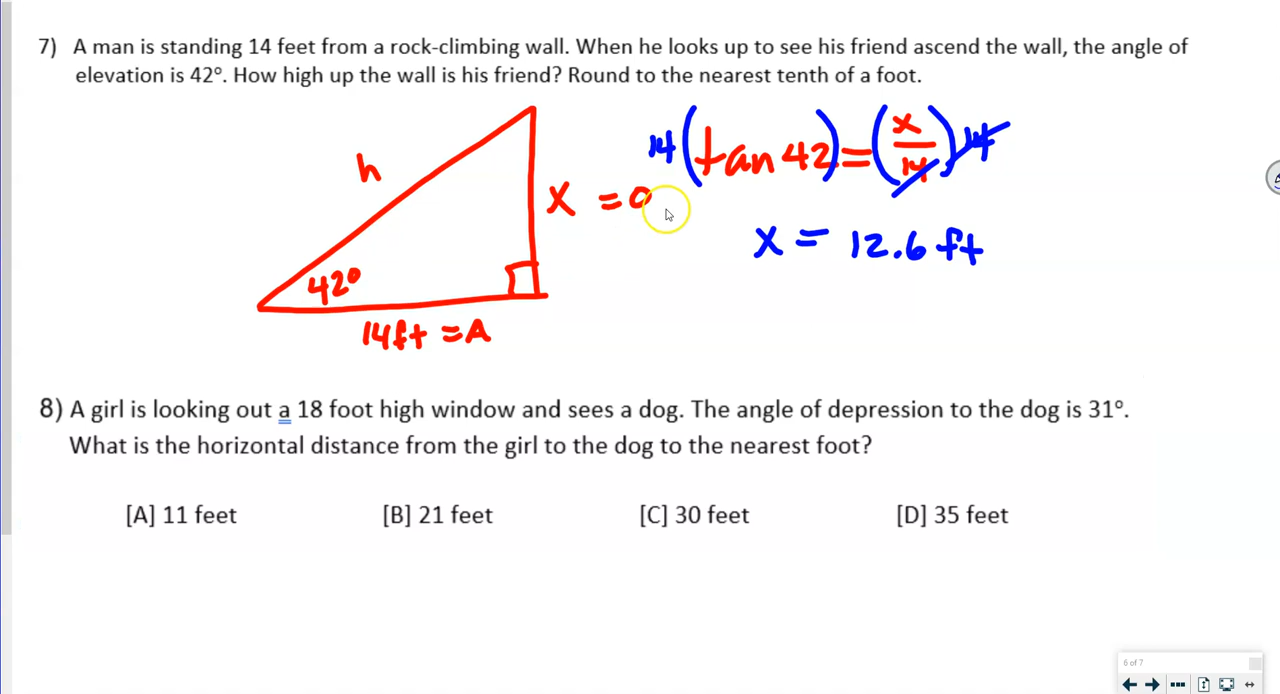 7) A man is standing 14 feet from a rock-climbing wall. When he looks up to see his friend ascend the wall, the angle of
elevation is 42°. How high up the wall is his friend? Round to the nearest tenth of a foot.
14(tan 42) = (x/14)14
h
x = O
x = 12.6 ft
42°
14ft = A
8) A girl is looking out a 18 foot high window and sees a dog. The angle of depression to the dog is 31°.
What is the horizontal distance from the girl to the dog to the nearest foot?
[A] 11 feet [B] 21 feet [C] 30 feet [D] 35 feet
6 of 7